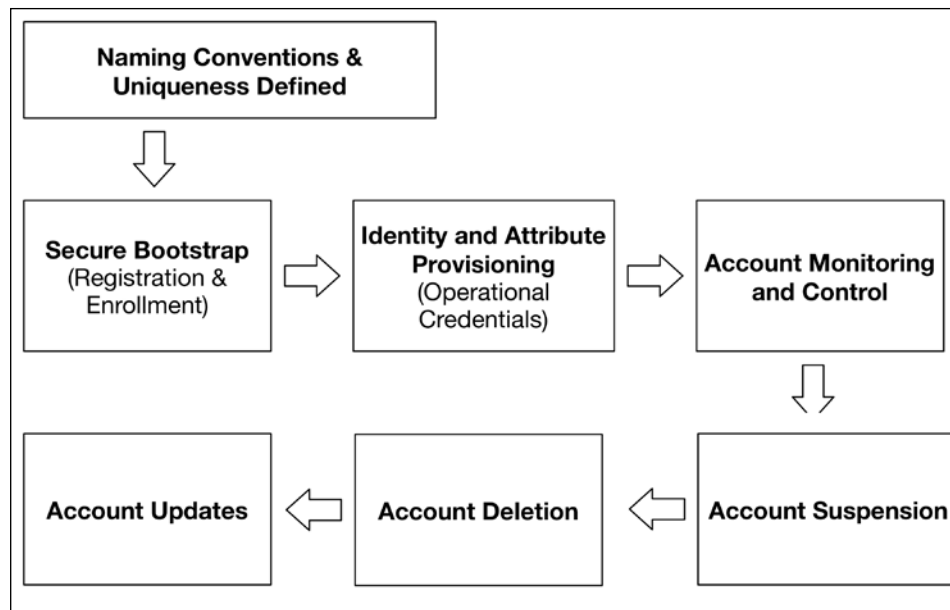 Naming Conventions &
Uniqueness Defined
Secure Bootstrap
(Registration &
Enrollment)
Identity and Attribute
Provisioning
(Operational
Credentials)
Account Monitoring
and Control
Account Updates
Account Deletion
Account Suspension